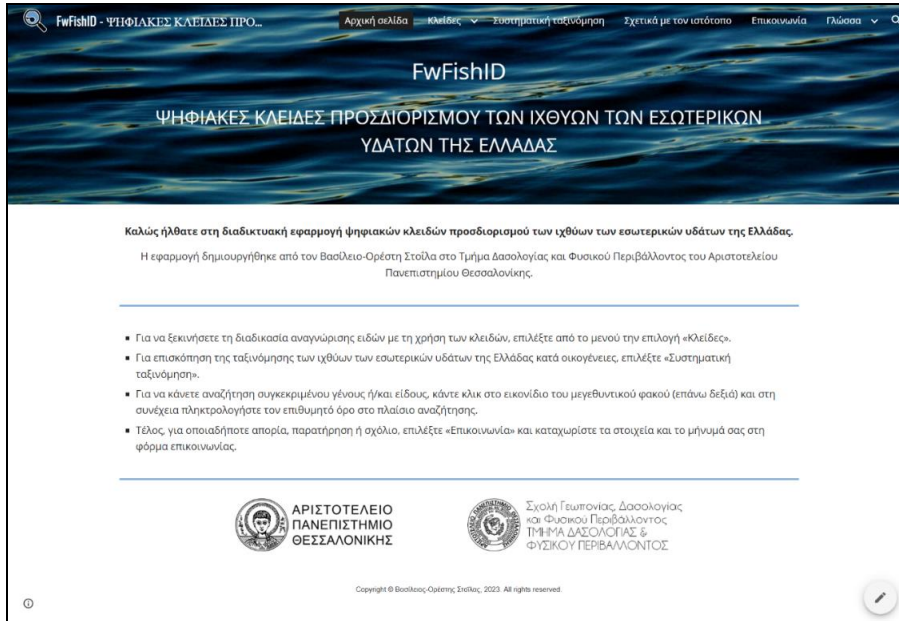 FwFishID - ΨΗΦΙΑΚΕΣ ΚΛΕΙΔΕΣ ΠΡΟ...
Αρχική σελίδα Κλείδες Συστηματική ταξινόμηση Σχετικά με τον ιστότοπο Επικοινωνία Γλώσσα
FwFishID
ΨΗΦΙΑΚΕΣ ΚΛΕΙΔΕΣ ΠΡΟΣΔΙΟΡΙΣΜΟΥ ΤΩΝ ΙΧΘΥΩΝ ΤΩΝ ΕΣΩΤΕΡΙΚΩΝ
ΥΔΑΤΩΝ ΤΗΣ ΕΛΛΑΔΑΣ
Καλώς ήλθατε στη διαδικτυακή εφαρμογή ψηφιακών κλειδών προσδιορισμού των ιχθύων των εσωτερικών υδάτων της Ελλάδας.
Η εφαρμογή δημιουργήθηκε από τον Βασίλειο-Ορέστη Στοΐλα στο Τμήμα Δασολογίας και Φυσικού Περιβάλλοντος του Αριστοτελείου
Πανεπιστημίου Θεσσαλονίκης.
▪ Για να ξεκινήσετε τη διαδικασία αναγνώρισης ειδών με τη χρήση των κλειδών, επιλέξτε από το μενού την επιλογή «Κλείδες».
▪ Για επισκόπηση της ταξινόμησης των ιχθύων των εσωτερικών υδάτων της Ελλάδας κατά οικογένειες, επιλέξτε «Συστηματική
ταξινόμηση».
▪ Για να κάνετε αναζήτηση συγκεκριμένου γένους ή/και είδους, κάντε κλικ στο εικονίδιο του μεγεθυντικού φακού (επάνω δεξιά) και στη
συνέχεια πληκτρολογήστε τον επιθυμητό όρο στο πλαίσιο αναζήτησης.
▪ Τέλος, για οποιαδήποτε απορία, παρατήρηση ή σχόλιο, επιλέξτε «Επικοινωνία» και καταχωρίστε τα στοιχεία και το μήνυμά σας στη
φόρμα επικοινωνίας.
ΑΡΙΣΤΟΤΕΛΕΙΟ
ΠΑΝΕΠΙΣΤΗΜΙΟ
ΘΕΣΣΑΛΟΝΙΚΗΣ
Σχολή Γεωπονίας, Δασολογίας
και Φυσικού Περιβάλλοντος
ΤΜΗΜΑ ΔΑΣΟΛΟΓΙΑΣ &
ΦΥΣΙΚΟΥ ΠΕΡΙΒΑΛΛΟΝΤΟΣ
Copyright © Βασίλειος-Ορέστης Στοΐλας, 2023. All rights reserved.